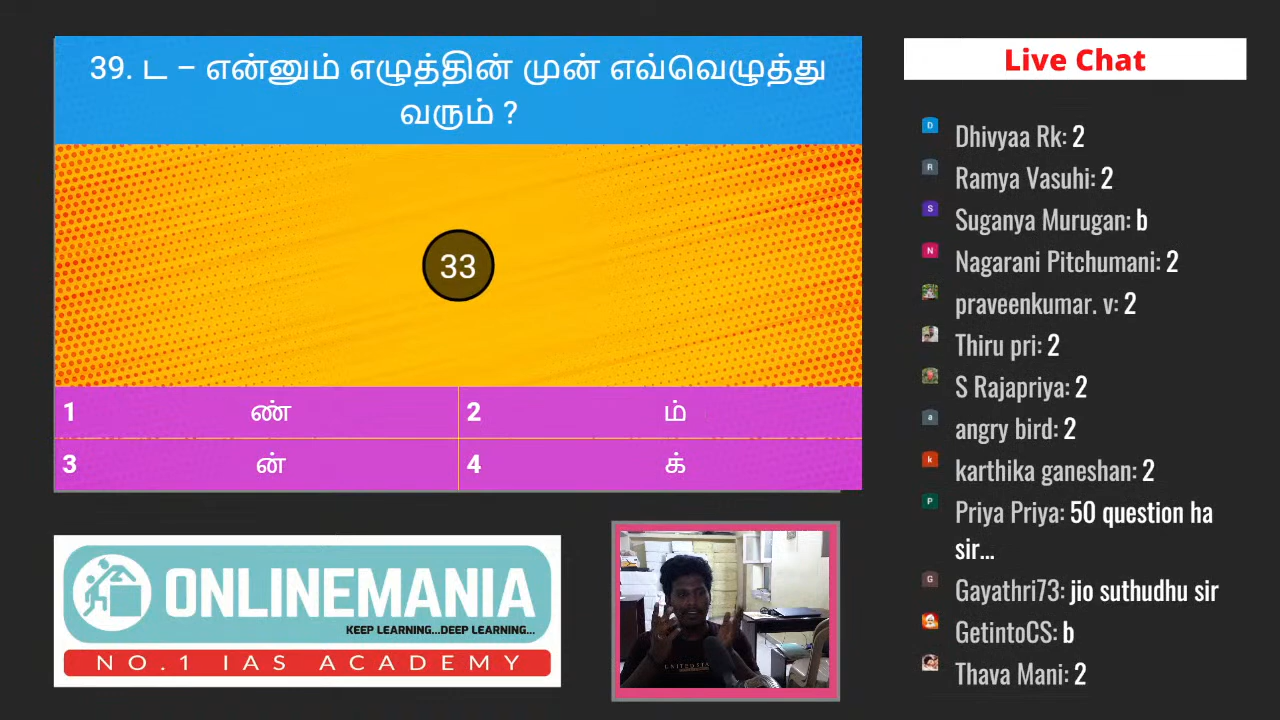 39. ட – என்னும் எழுத்தின் முன் எவ்வெழுத்து
வரும் ?
33
1 ண்
2 ம்
3 ன்
4 க்
ONLINEMANIA
KEEP LEARNING...DEEP LEARNING...
NO.1 IAS ACADEMY
Live Chat
D Dhivyaa Rk: 2
R Ramya Vasuhi: 2
S Suganya Murugan: b
N Nagarani Pitchumani: 2
praveenkumar. v: 2
Thiru pri: 2
S Rajapriya: 2
a angry bird: 2
k karthika ganeshan: 2
P Priya Priya: 50 question ha
sir...
G Gayathri73: jio suthudhu sir
GetintoCS: b
Thava Mani: 2